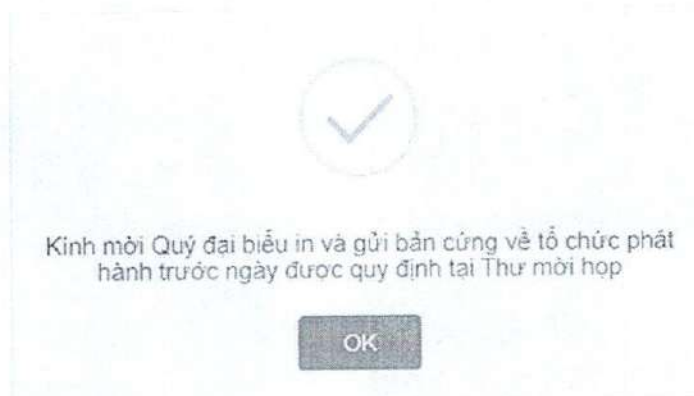 Kính mời Quý đại biểu in và gửi bản cứng về tổ chức phát
hành trước ngày được quy định tại Thư mời họp
OK